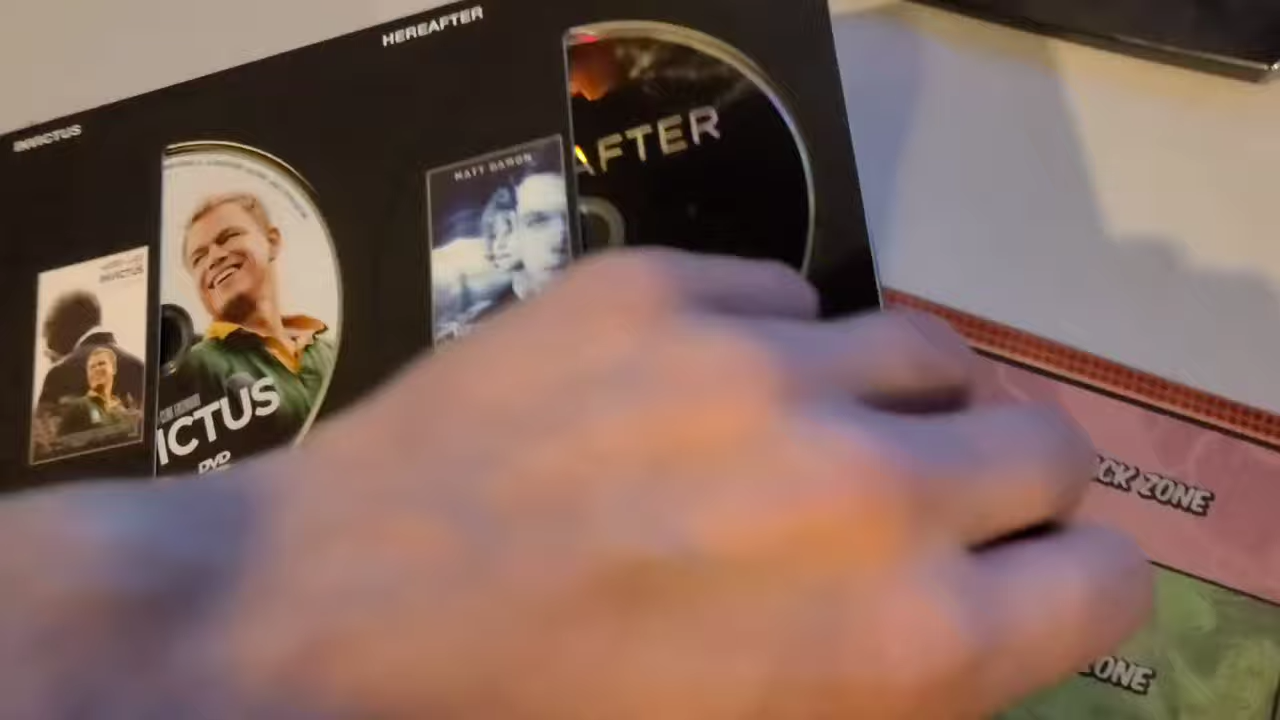 HEREAFTER
INVICTUS
AFTER
MATT DAMON
INVICTUS
ICTUS
DVD
CK ZONE
ZONE